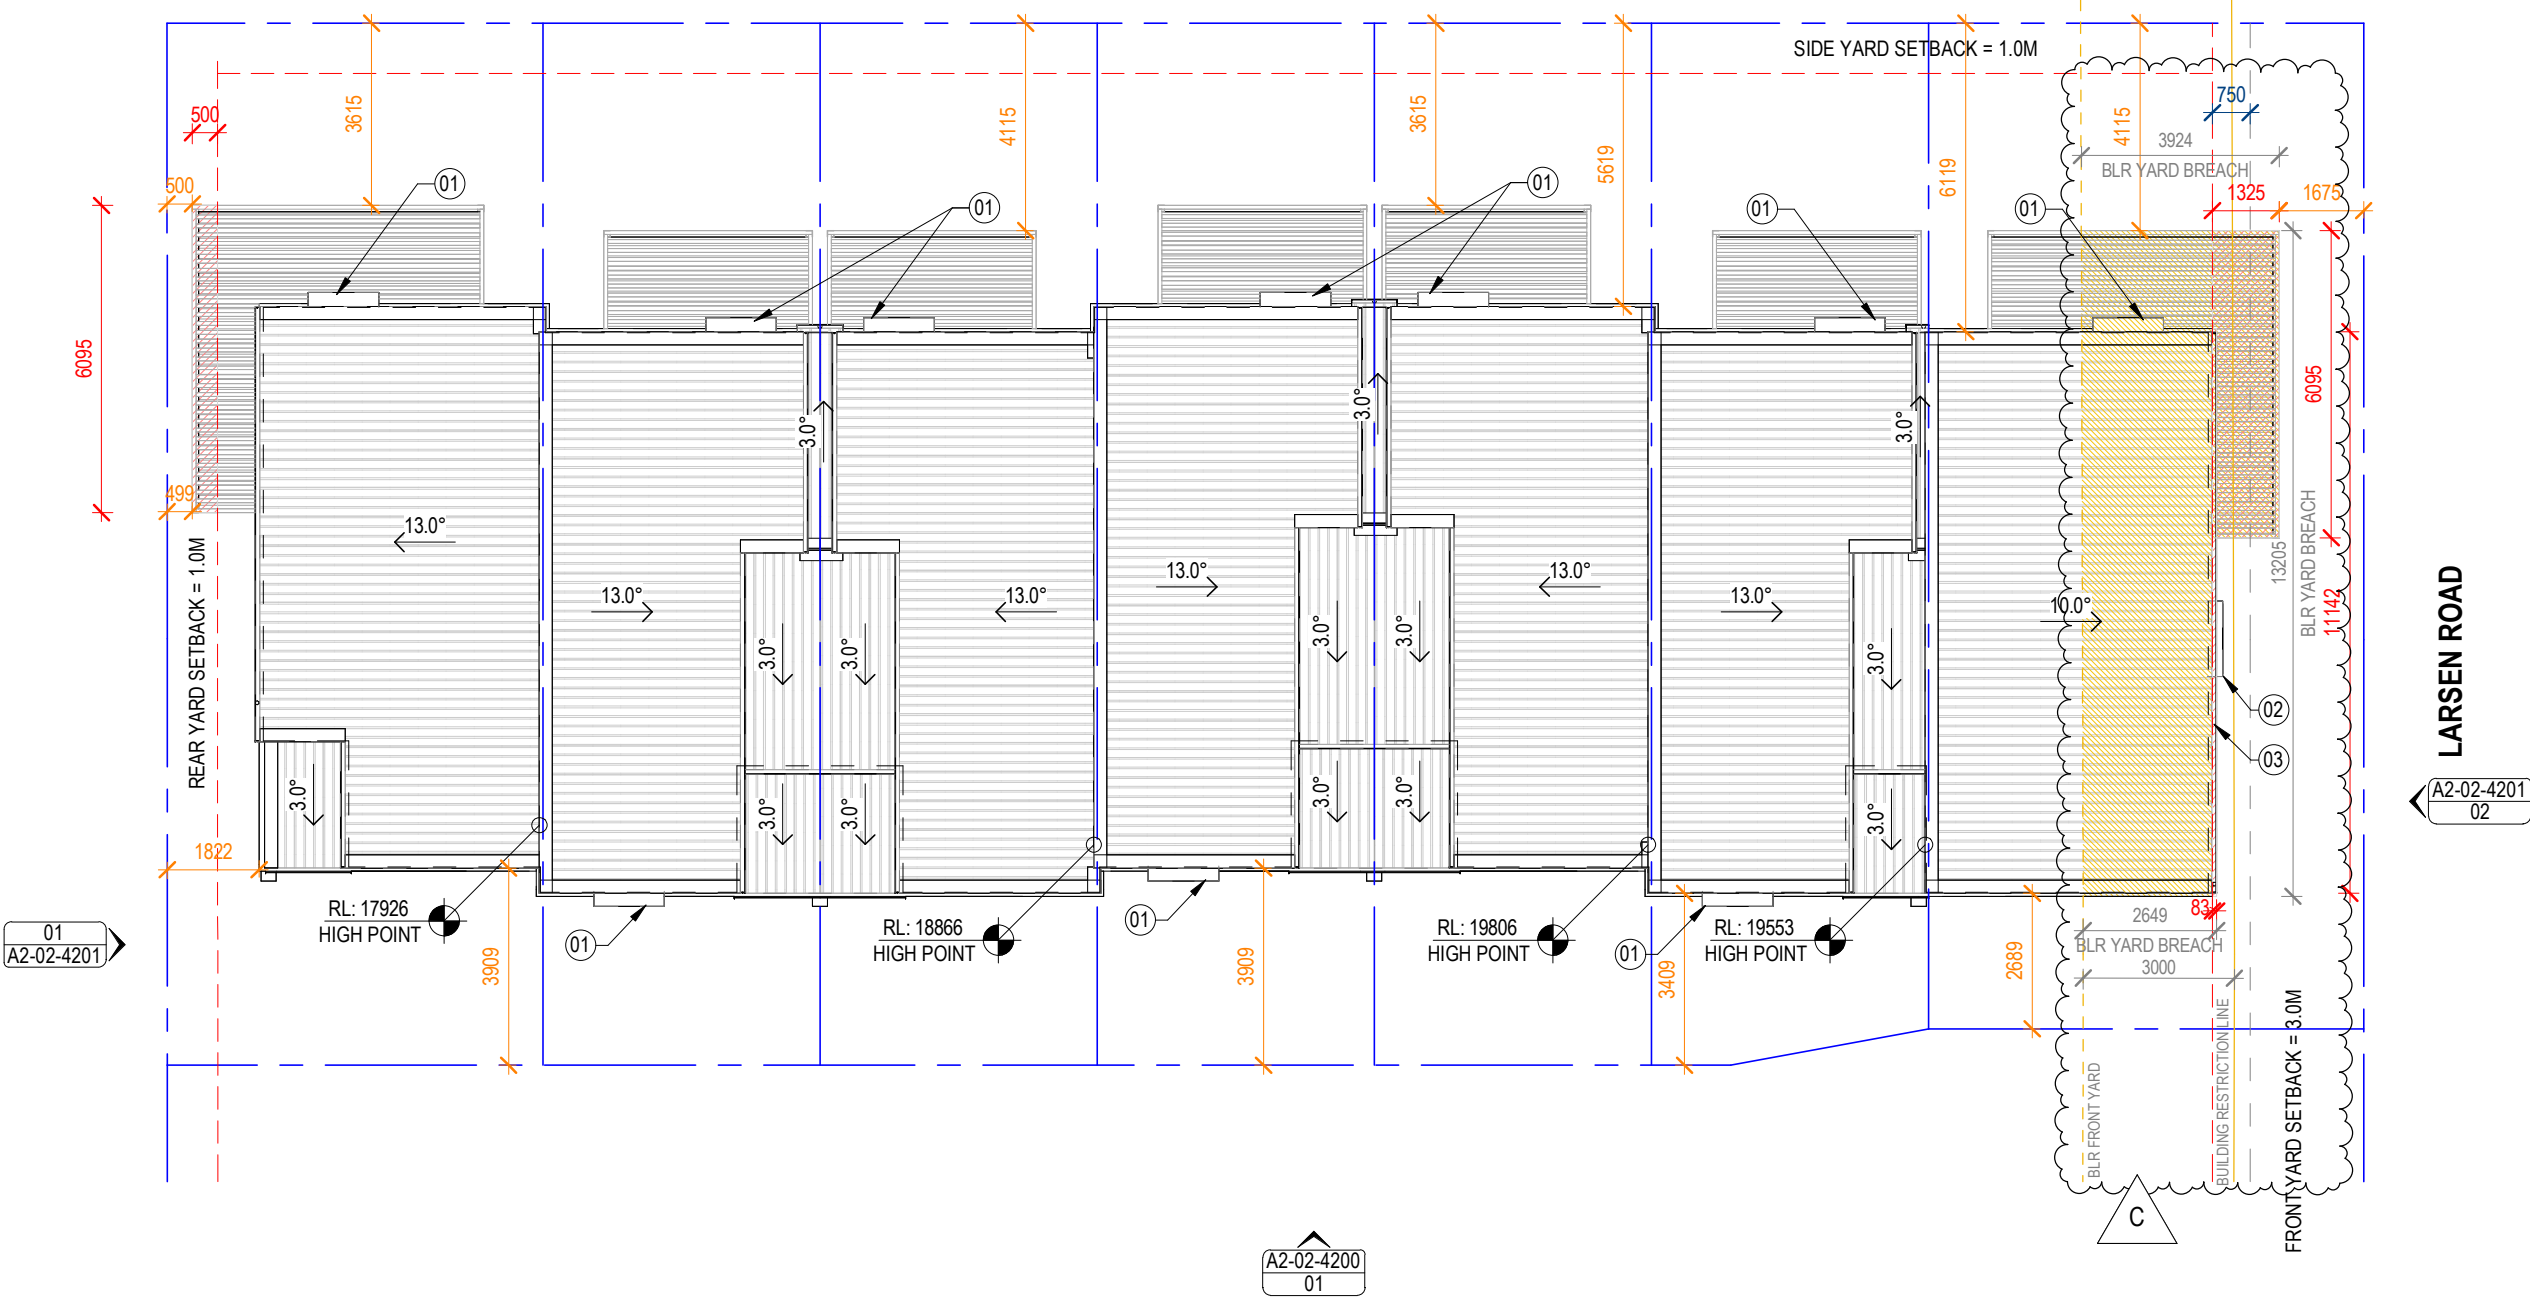 SIDE YARD SETBACK = 1.0M
500
3615
4115
3615
5619
6119
4115
750
3924
BLR YARD BREACH
1325
1675
500
01
01
01
01
01
6095
499
REAR YARD SETBACK = 1.0M
13.0°
13.0°
13.0°
13.0°
13.0°
13.0°
10.0°
3.0°
3.0°
3.0°
3.0°
3.0°
3.0°
3.0°
3.0°
3.0°
3.0°
3.0°
3.0°
3.0°
3.0°
6095
13205
BLR YARD BREACH
11142
LARSEN ROAD
02
03
A2-02-4201
02
1822
RL: 17926
HIGH POINT
RL: 18866
HIGH POINT
RL: 19806
HIGH POINT
RL: 19553
HIGH POINT
01
01
01
01
A2-02-4201
3909
3909
3409
2689
83
2649
BLR YARD BREACH
3000
BLR FRONT YARD
BUILDING RESTRICTION LINE
FRONT YARD SETBACK = 3.0M
C
A2-02-4200
01